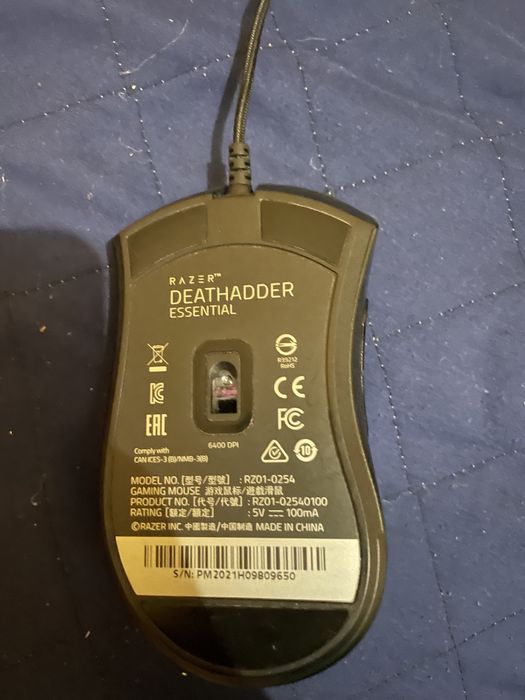 RAZER™
DEATHADDER
ESSENTIAL
R39212
RoHS
CE
FC
EAC
10
6400 DPI
Comply with
CAN ICES-3 (B)/NMB-3(B)
MODEL NO. [型号/型號] : RZ01-0254
GAMING MOUSE 游戏鼠标/遊戲滑鼠
PRODUCT NO. [代号/代號] : RZ01-02540100
RATING [额定/額定] : 5V ⎓ 100mA
©RAZER INC. 中國製造/中国制造 MADE IN CHINA
S/N: PM2021H09809650